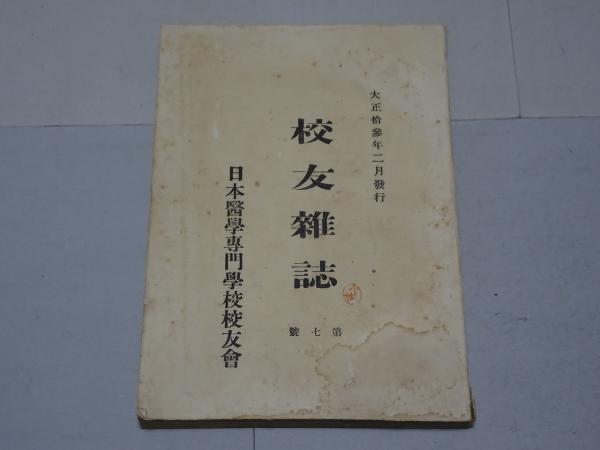 大正拾參年二月發行
校友雜誌
第七號
日本醫學專門學校校友會